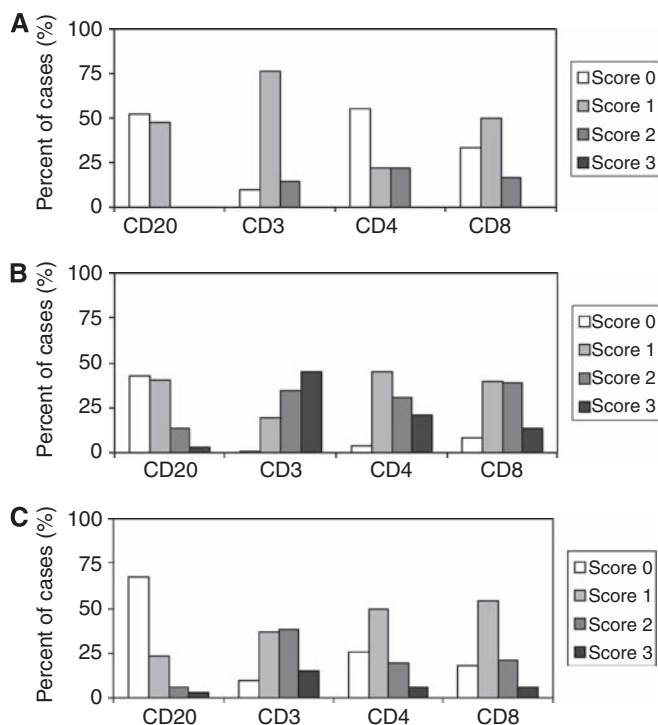 A
Percent of cases (%)
100
75
50
25
0
CD20 CD3 CD4 CD8
Score 0
Score 1
Score 2
Score 3
B
Percent of cases (%)
100
75
50
25
0
CD20 CD3 CD4 CD8
Score 0
Score 1
Score 2
Score 3
C
Percent of cases (%)
100
75
50
25
0
CD20 CD3 CD4 CD8
Score 0
Score 1
Score 2
Score 3